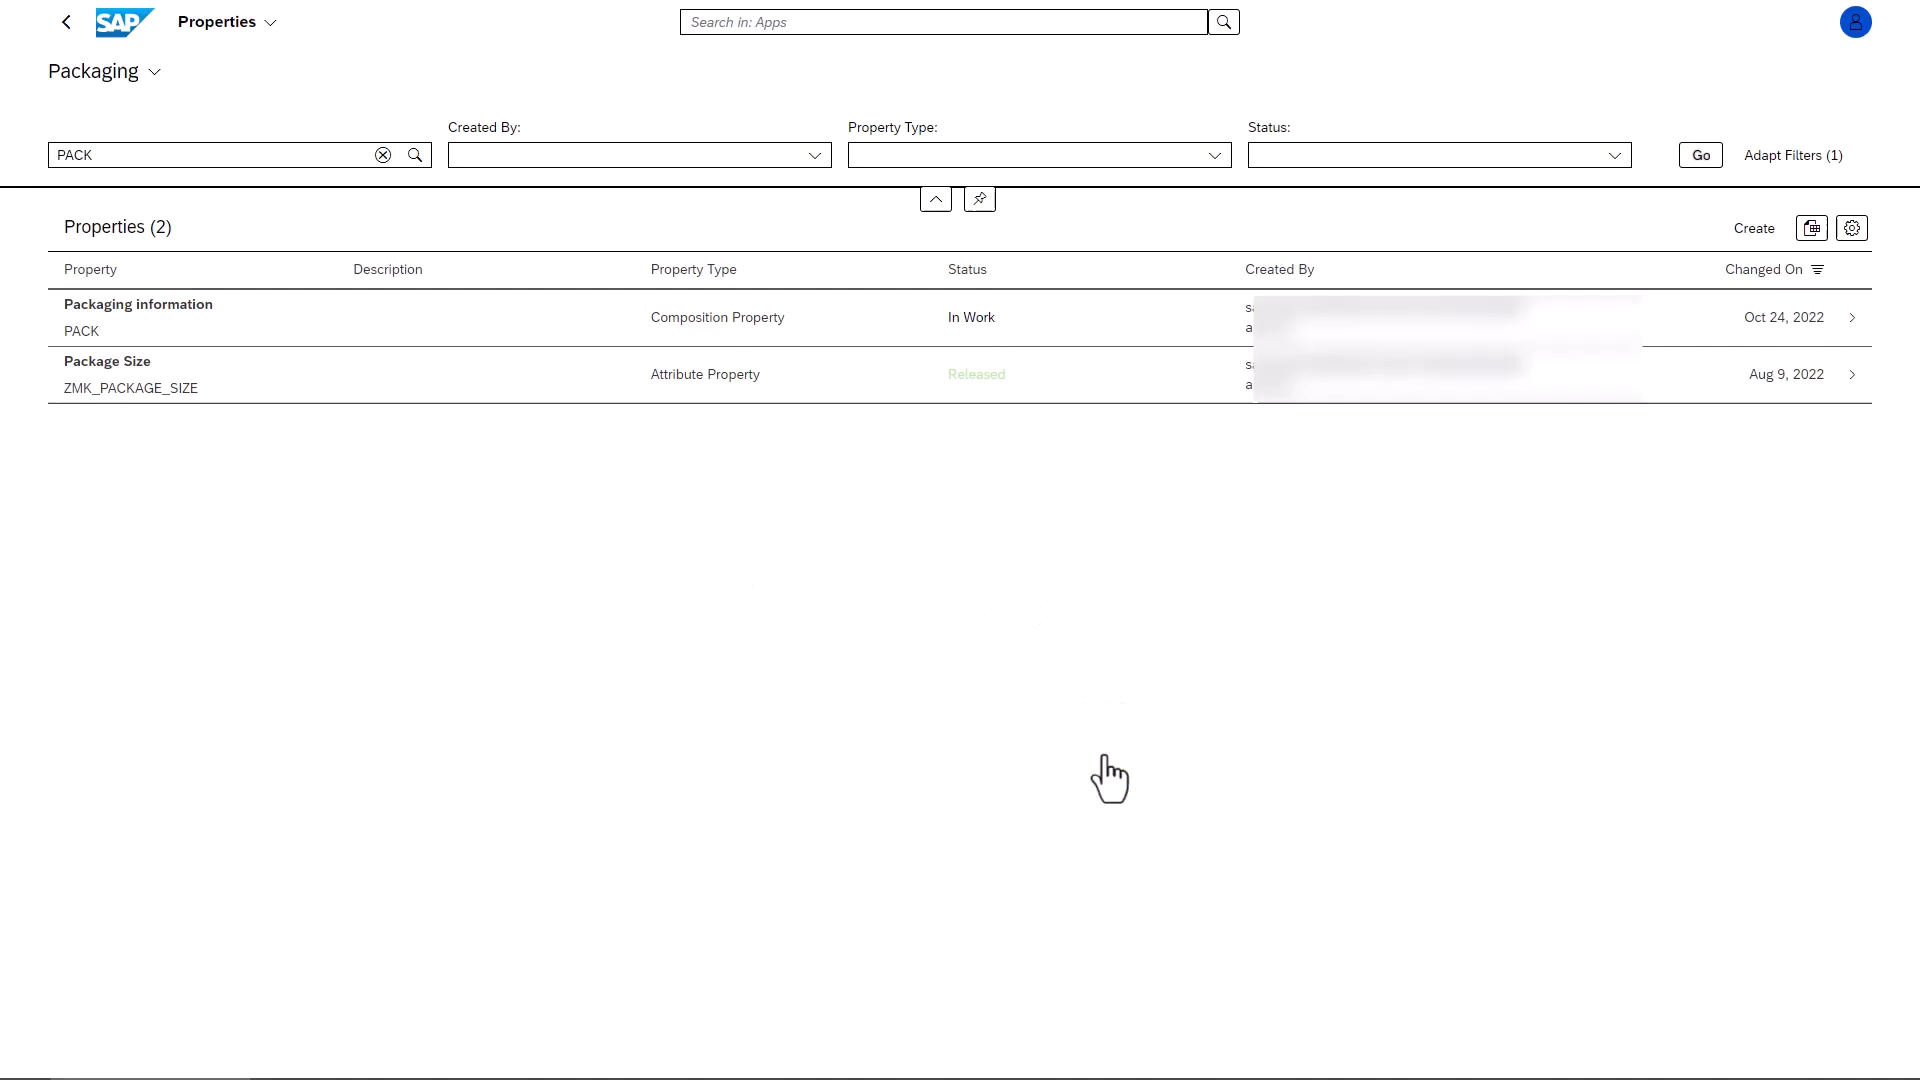 SAP Properties
Search in: Apps
Packaging
Created By: Property Type: Status:
PACK Go Adapt Filters (1)
Properties (2) Create
Property Description Property Type Status Created By Changed On
Packaging information
PACK
Composition Property In Work Oct 24, 2022
Package Size
ZMK_PACKAGE_SIZE
Attribute Property Released Aug 9, 2022